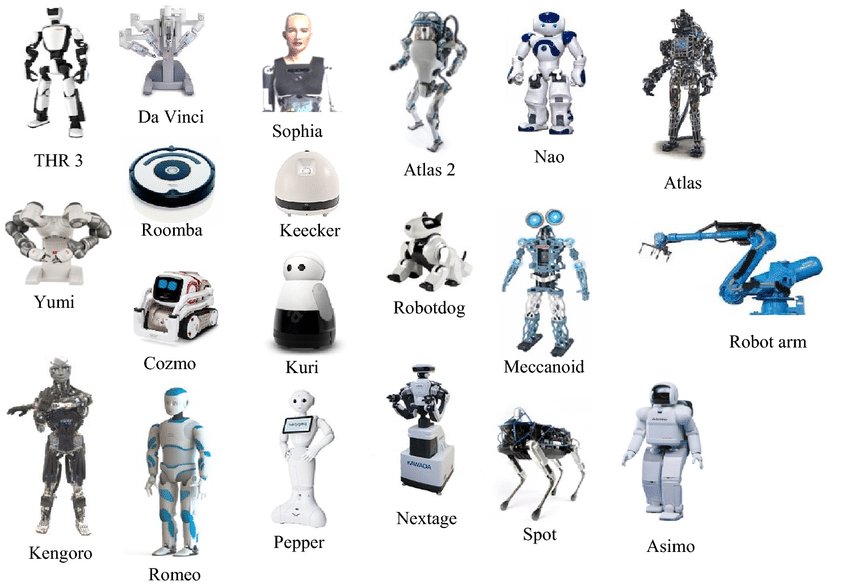 THR 3
Da Vinci
Sophia
Atlas 2
Nao
Atlas
Roomba
Keecker
Yumi
Robotdog
Cozmo
Kuri
Meccanoid
Robot arm
KAWADA
Kengoro
Romeo
Pepper
Nextage
Spot
Asimo